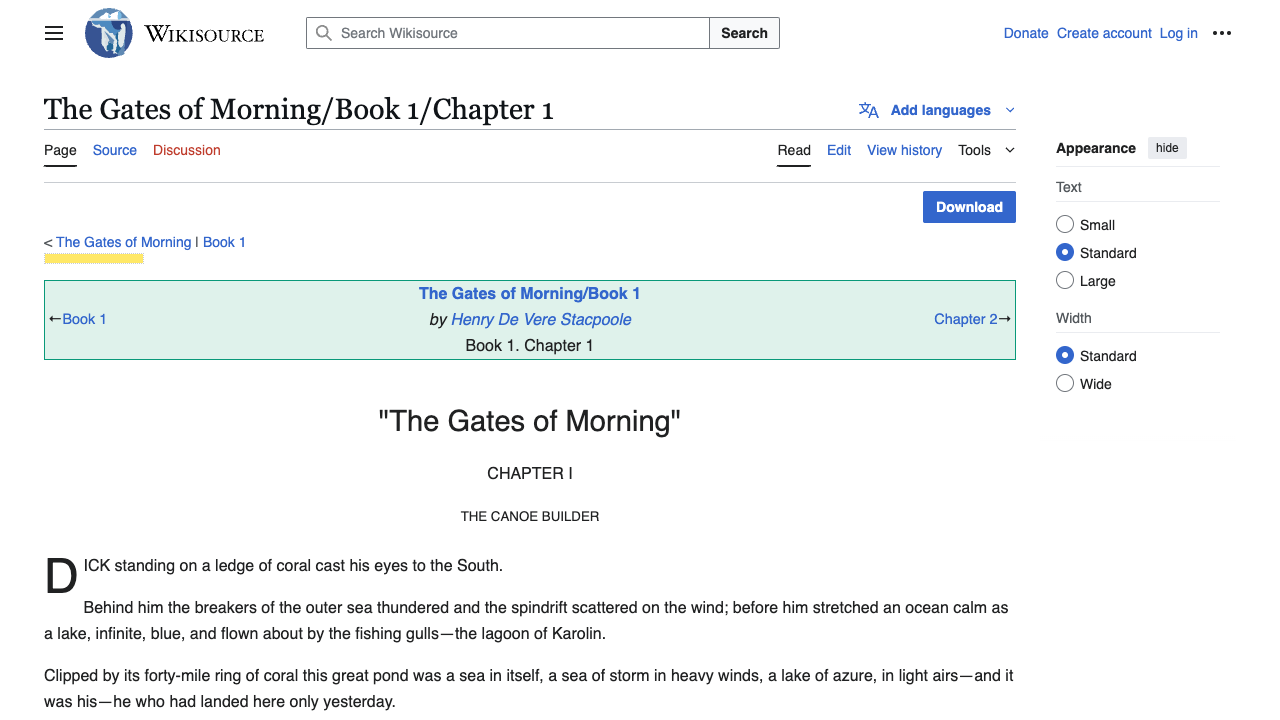 WIKISOURCE
Search Wikisource
Search
Donate Create account Log in
The Gates of Morning/Book 1/Chapter 1
Add languages
Page Source Discussion
Read Edit View history Tools
Download
< The Gates of Morning | Book 1
The Gates of Morning/Book 1
←Book 1
by Henry De Vere Stacpoole
Chapter 2→
Book 1. Chapter 1
"The Gates of Morning"
CHAPTER I
THE CANOE BUILDER
DICK standing on a ledge of coral cast his eyes to the South.
Behind him the breakers of the outer sea thundered and the spindrift scattered on the wind; before him stretched an ocean calm as
a lake, infinite, blue, and flown about by the fishing gulls—the lagoon of Karolin.
Clipped by its forty-mile ring of coral this great pond was a sea in itself, a sea of storm in heavy winds, a lake of azure, in light airs—and it
was his—he who had landed here only yesterday.
Appearance hide
Text
Small
Standard
Large
Width
Standard
Wide